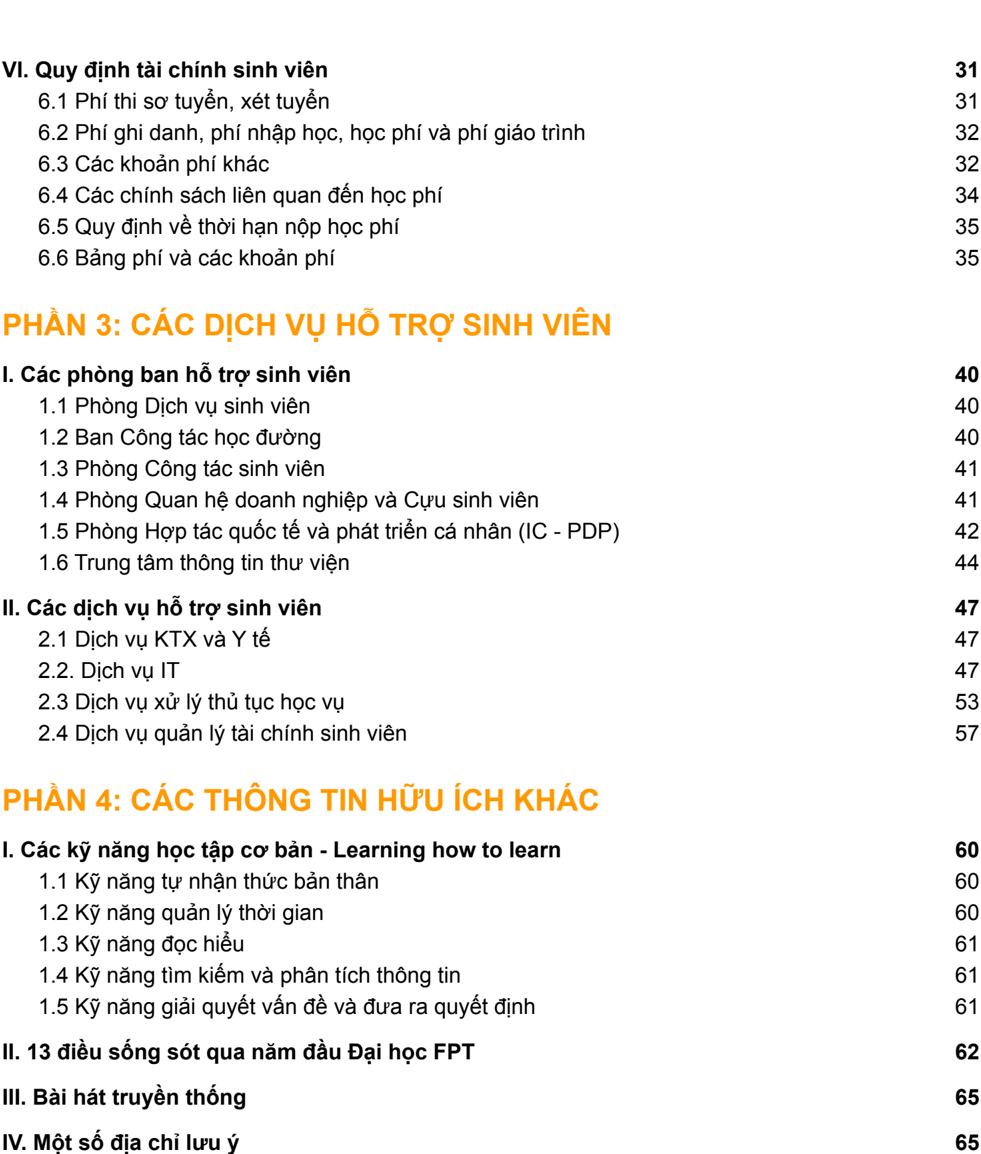 VI. Quy định tài chính sinh viên 31
6.1 Phí thi sơ tuyển, xét tuyển 31
6.2 Phí ghi danh, phí nhập học, học phí và phí giáo trình 32
6.3 Các khoản phí khác 32
6.4 Các chính sách liên quan đến học phí 34
6.5 Quy định về thời hạn nộp học phí 35
6.6 Bảng phí và các khoản phí 35
PHẦN 3: CÁC DỊCH VỤ HỖ TRỢ SINH VIÊN
I. Các phòng ban hỗ trợ sinh viên 40
1.1 Phòng Dịch vụ sinh viên 40
1.2 Ban Công tác học đường 40
1.3 Phòng Công tác sinh viên 41
1.4 Phòng Quan hệ doanh nghiệp và Cựu sinh viên 41
1.5 Phòng Hợp tác quốc tế và phát triển cá nhân (IC - PDP) 42
1.6 Trung tâm thông tin thư viện 44
II. Các dịch vụ hỗ trợ sinh viên 47
2.1 Dịch vụ KTX và Y tế 47
2.2. Dịch vụ IT 47
2.3 Dịch vụ xử lý thủ tục học vụ 53
2.4 Dịch vụ quản lý tài chính sinh viên 57
PHẦN 4: CÁC THÔNG TIN HỮU ÍCH KHÁC
I. Các kỹ năng học tập cơ bản - Learning how to learn 60
1.1 Kỹ năng tự nhận thức bản thân 60
1.2 Kỹ năng quản lý thời gian 60
1.3 Kỹ năng đọc hiểu 61
1.4 Kỹ năng tìm kiếm và phân tích thông tin 61
1.5 Kỹ năng giải quyết vấn đề và đưa ra quyết định 61
II. 13 điều sống sót qua năm đầu Đại học FPT 62
III. Bài hát truyền thống 65
IV. Một số địa chỉ lưu ý 65